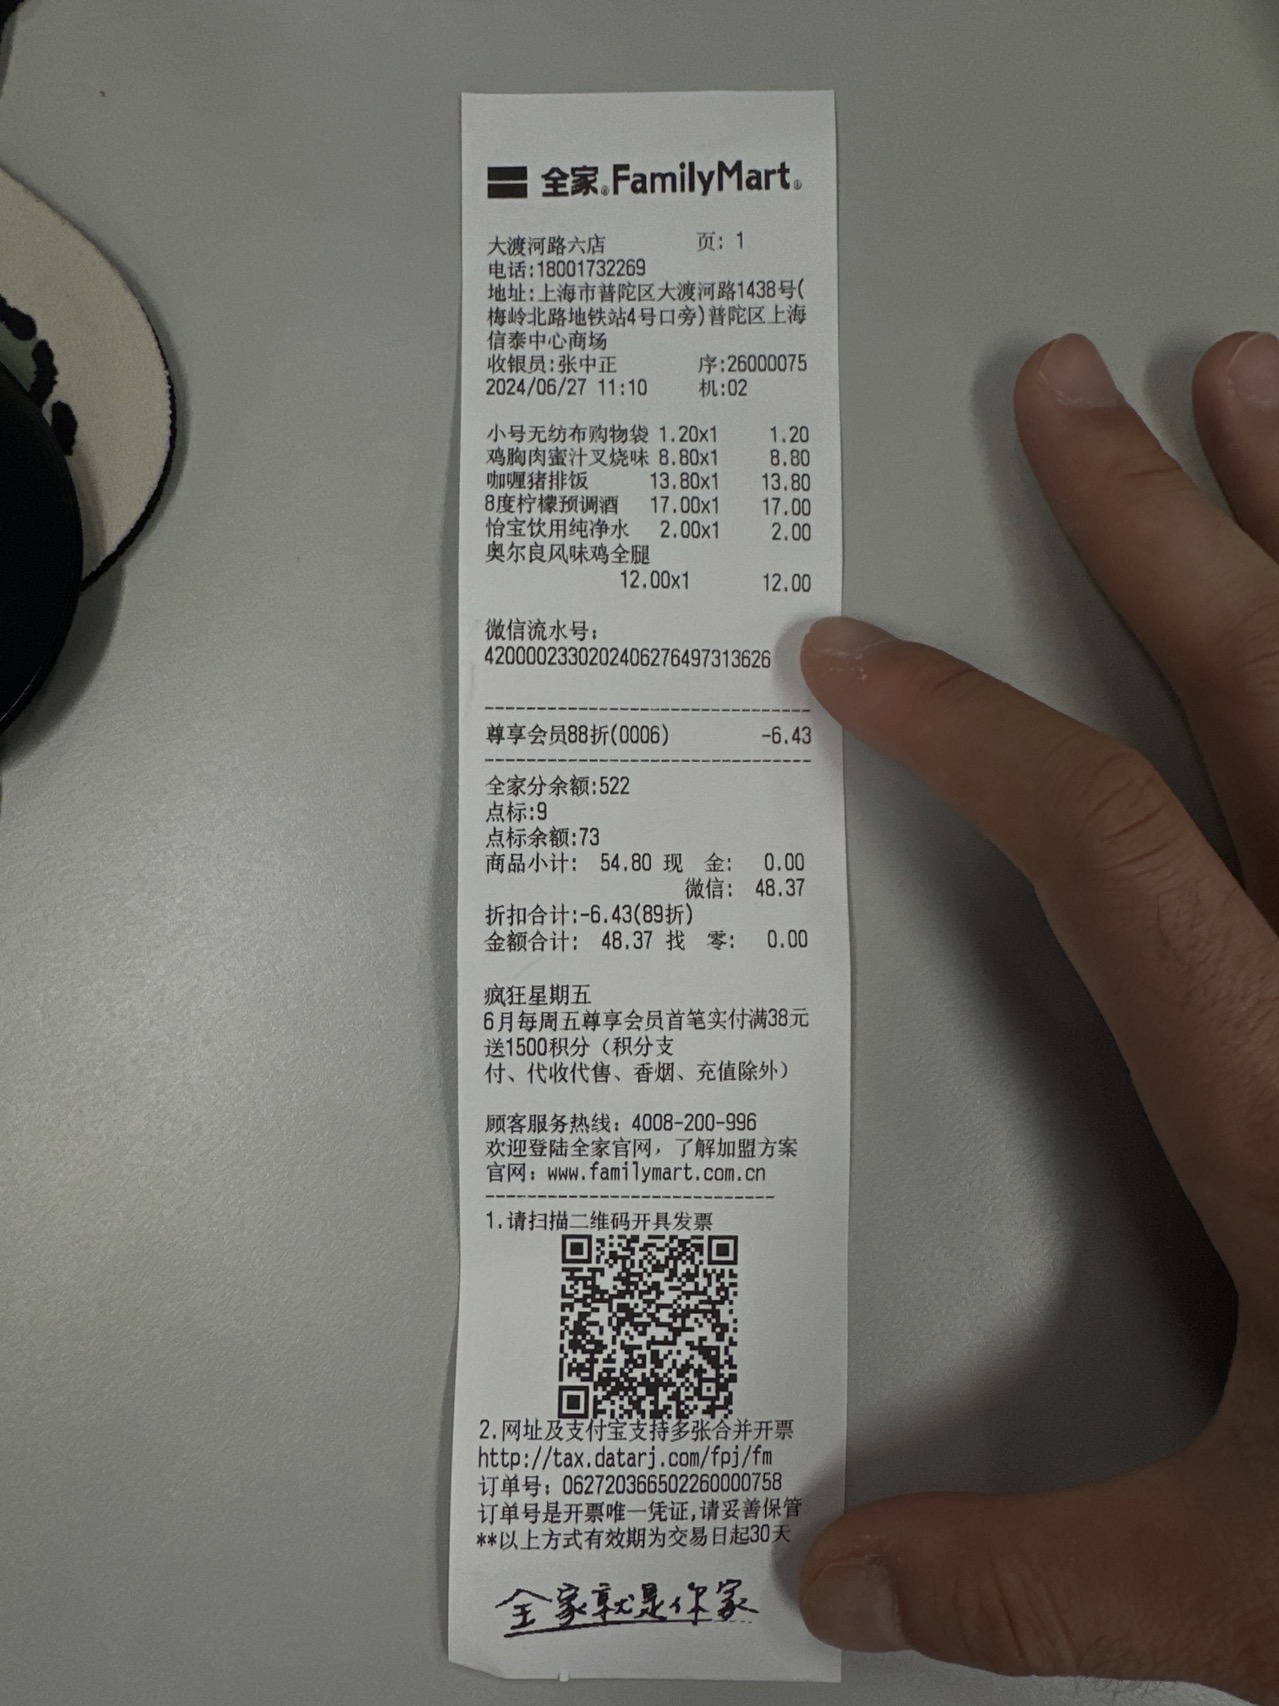 全家 FamilyMart
大渡河路六店 页: 1
电话:18001732269
地址:上海市普陀区大渡河路1438号(
梅岭北路地铁站4号口旁)普陀区上海
信泰中心商场
收银员:张中正 序:26000075
2024/06/27 11:10 机:02
小号无纺布购物袋 1.20x1 1.20
鸡胸肉蜜汁叉烧味 8.80x1 8.80
咖喱猪排饭 13.80x1 13.80
8度柠檬预调酒 17.00x1 17.00
怡宝饮用纯净水 2.00x1 2.00
奥尔良风味鸡全腿
12.00x1 12.00
微信流水号:
4200002330202406276497313626
尊享会员88折(0006) -6.43
全家分余额:522
点标:9
点标余额:73
商品小计: 54.80 现 金: 0.00
微信: 48.37
折扣合计:-6.43(89折)
金额合计: 48.37 找 零: 0.00
疯狂星期五
6月每周五尊享会员首笔实付满38元
送1500积分（积分支
付、代收代售、香烟、充值除外）
顾客服务热线: 4008-200-996
欢迎登陆全家官网，了解加盟方案
官网: www.familymart.com.cn
1.请扫描二维码开具发票
2.网址及支付宝支持多张合并开票
http://tax.datarj.com/fpj/fm
订单号: 0627203665022600000758
订单号是开票唯一凭证,请妥善保管
**以上方式有效期为交易日起30天
全家就是你家